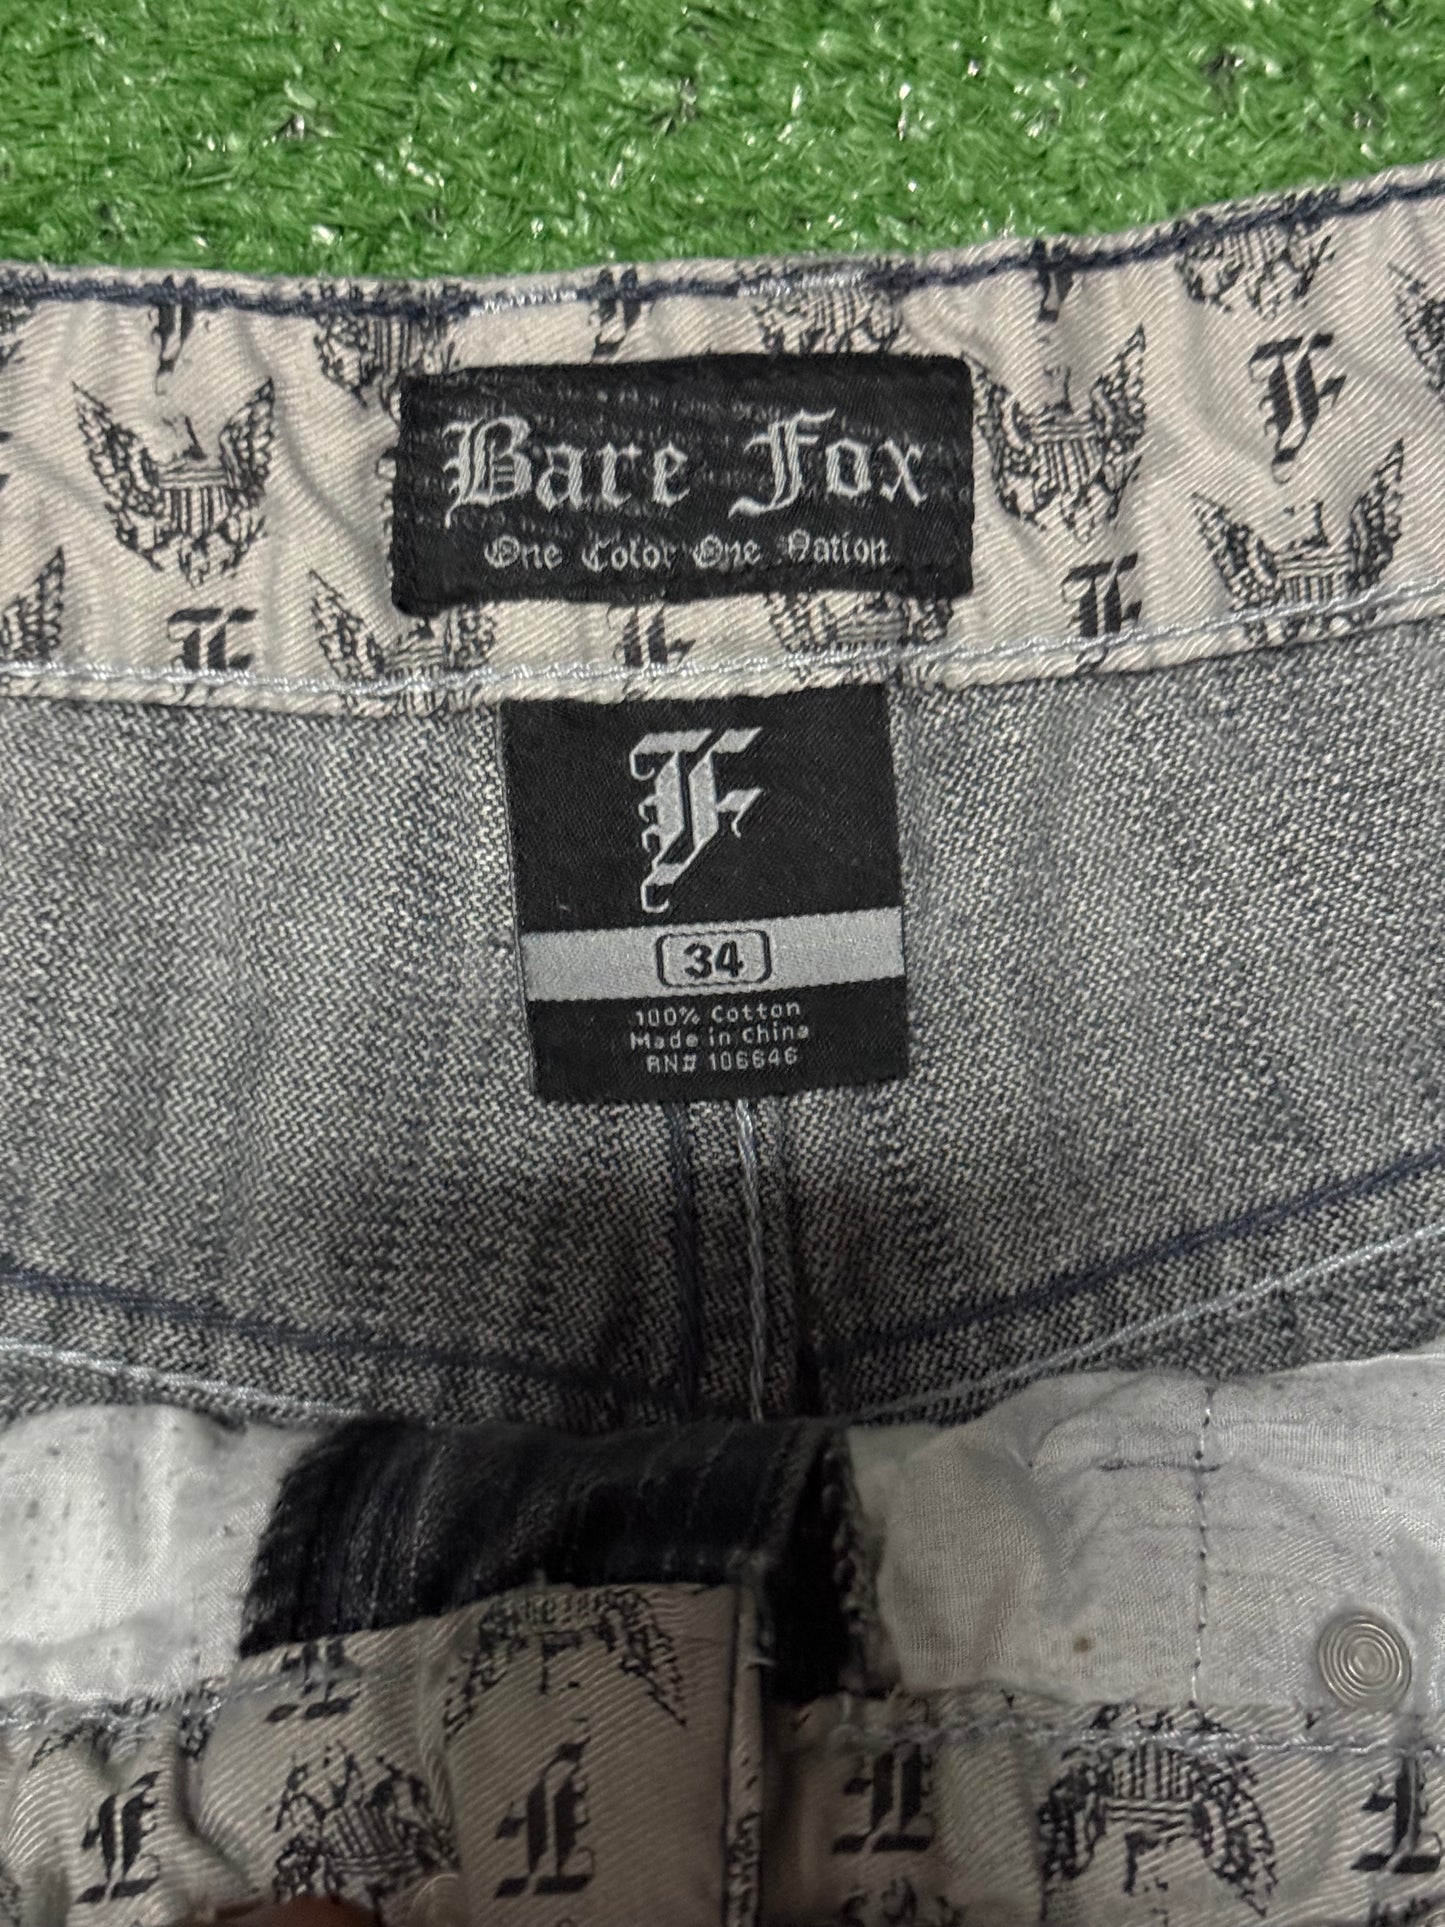 Bare Fox
One Color One Nation
F
34
100% Cotton
Made in China
RN# 106646